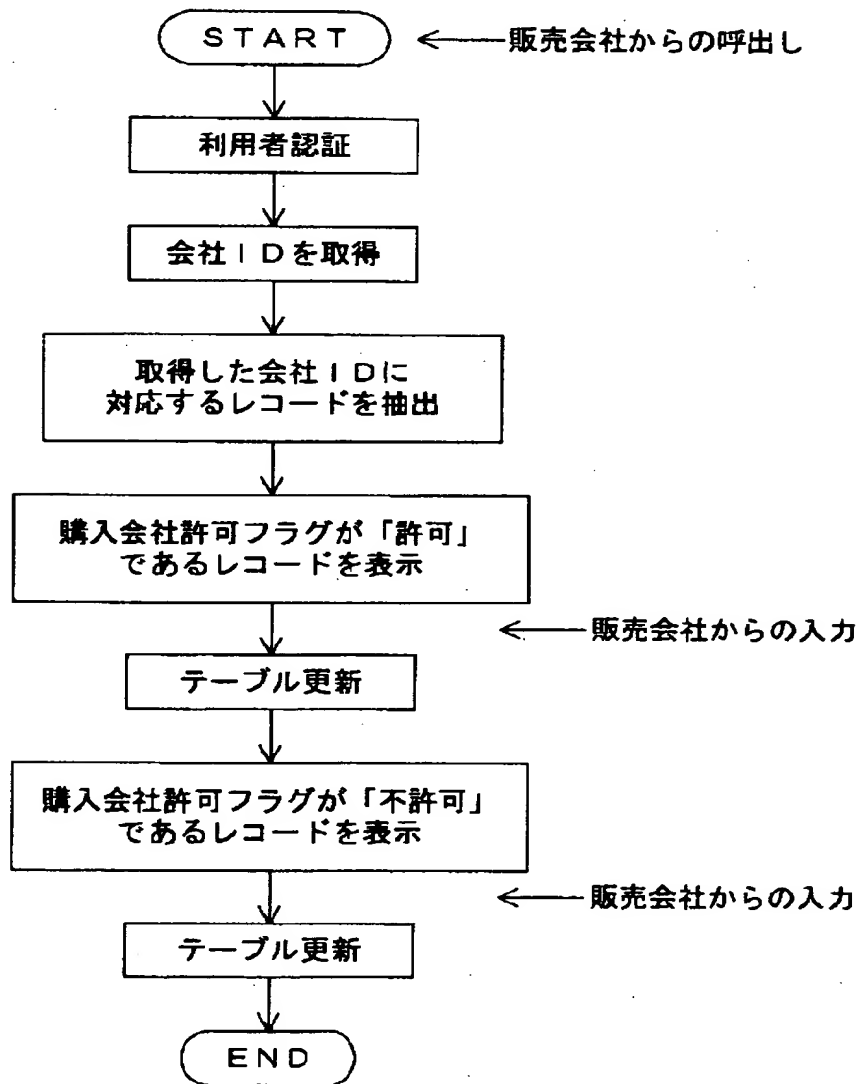 START
販売会社からの呼出し
利用者認証
会社IDを取得
取得した会社IDに
対応するレコードを抽出
購入会社許可フラグが「許可」
であるレコードを表示
販売会社からの入力
テーブル更新
購入会社許可フラグが「不許可」
であるレコードを表示
販売会社からの入力
テーブル更新
END